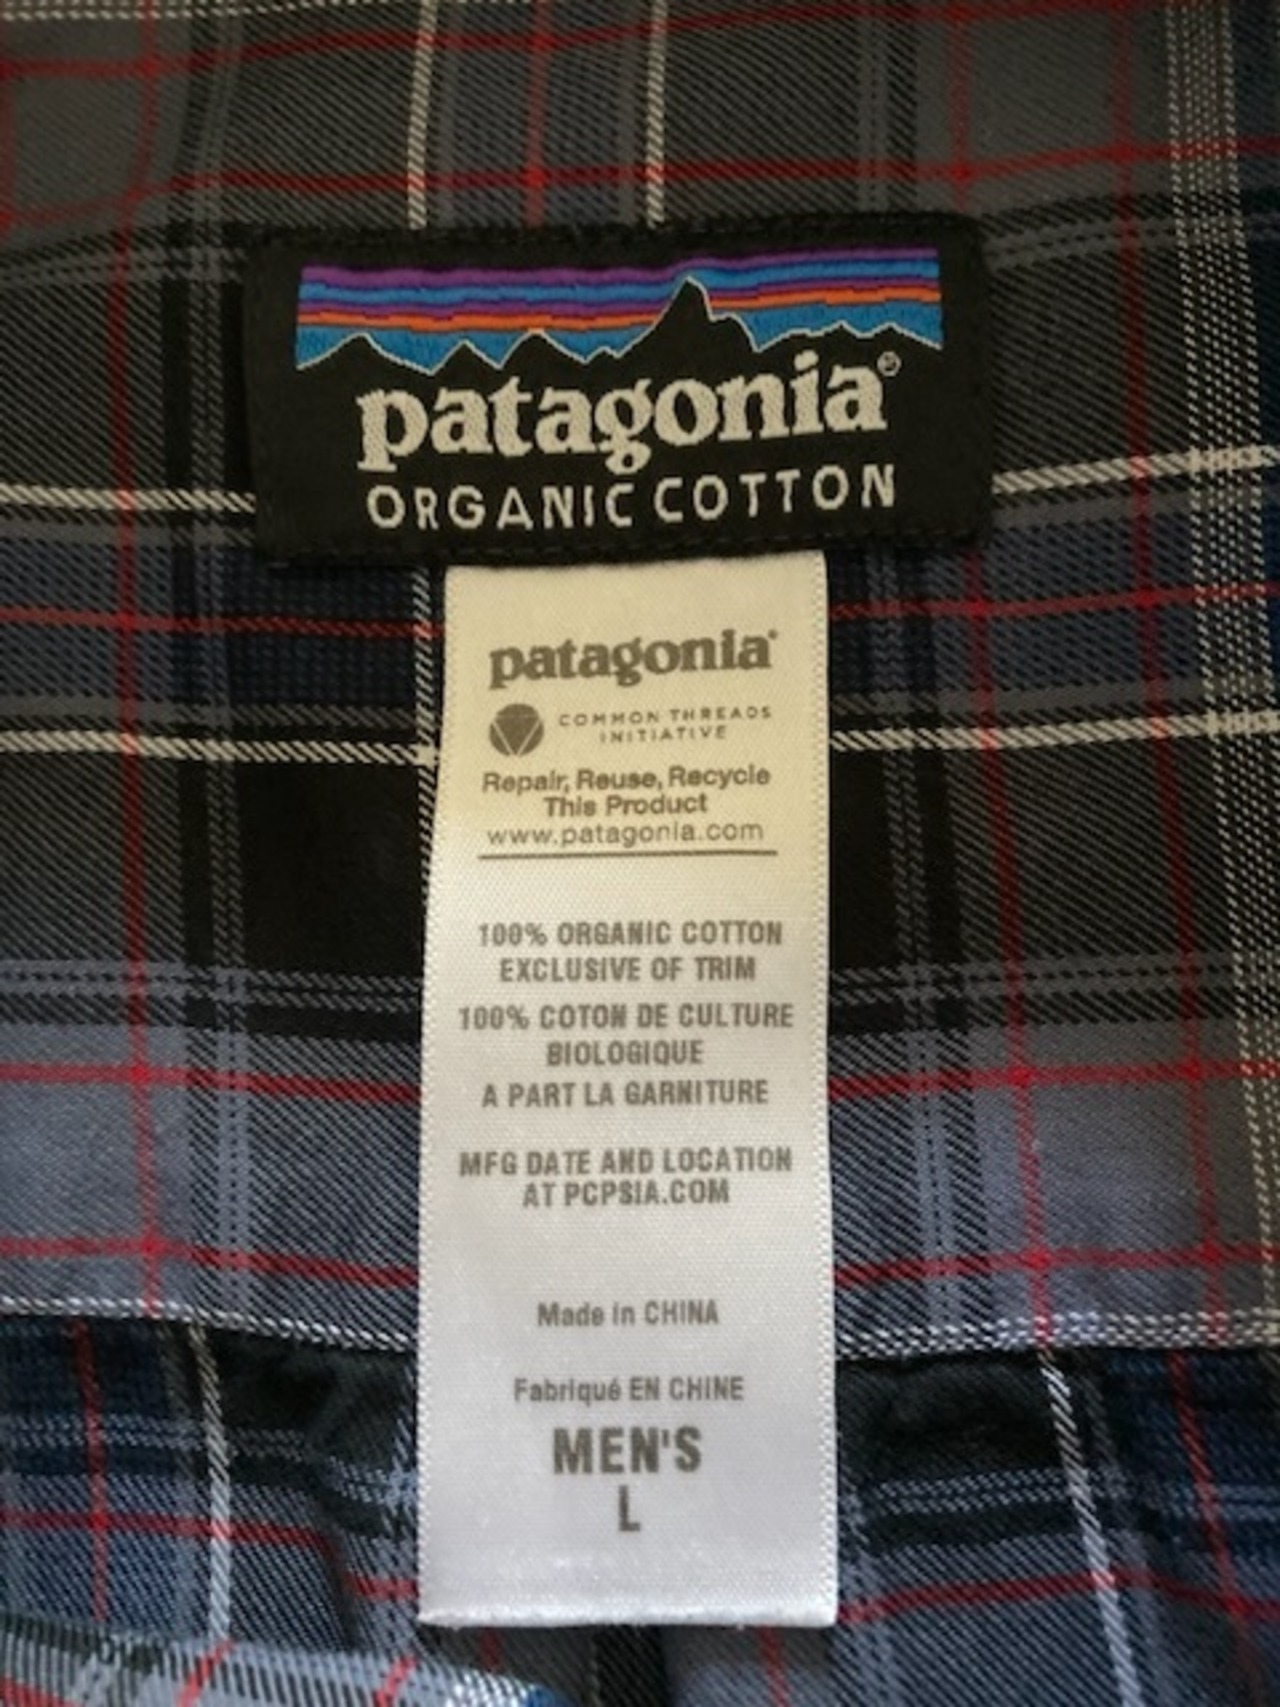 patagonia®
ORGANIC COTTON
patagonia®
COMMON THREADS
INITIATIVE
Repair, Reuse, Recycle
This Product
www.patagonia.com
100% ORGANIC COTTON
EXCLUSIVE OF TRIM
100% COTON DE CULTURE
BIOLOGIQUE
A PART LA GARNITURE
MFG DATE AND LOCATION
AT PCPSIA.COM
Made in CHINA
Fabriqué EN CHINE
MEN'S
L